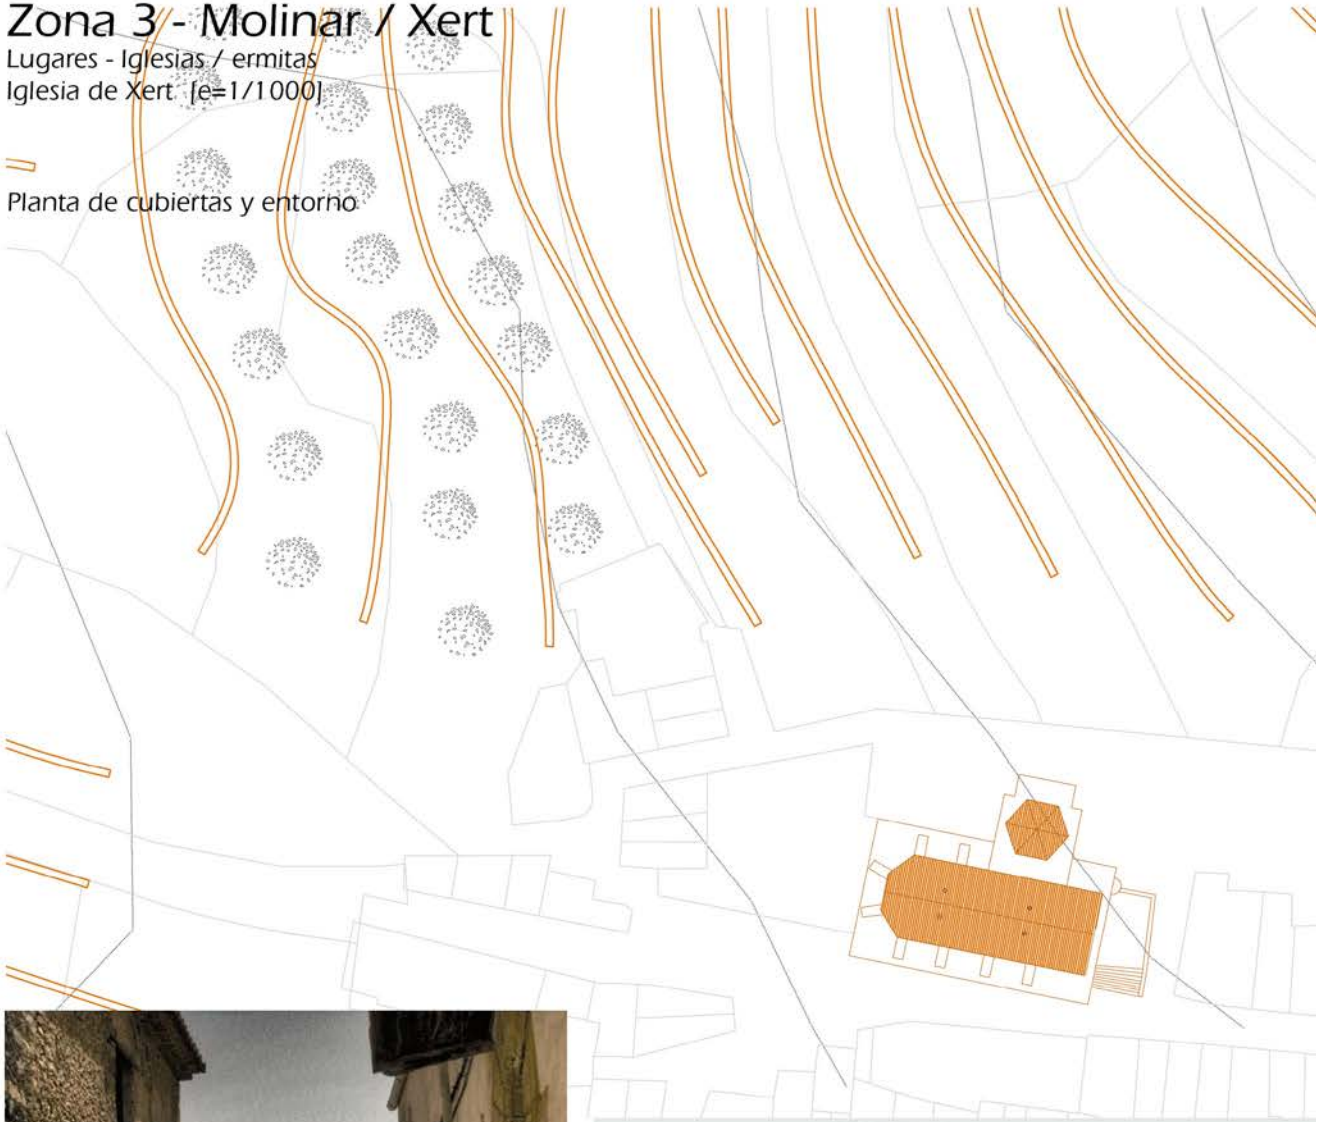 Zona 3 - Molinar / Xert
Lugares - Iglesias / ermitas
Iglesia de Xert [e=1/1000]
Planta de cubiertas y entorno